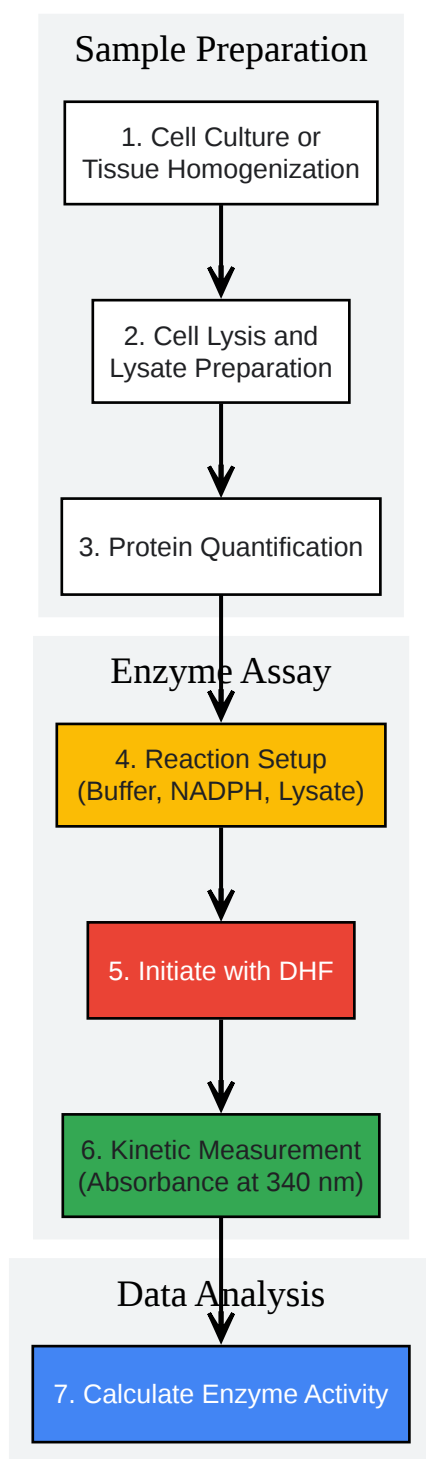 Sample Preparation
1. Cell Culture or
Tissue Homogenization
2. Cell Lysis and
Lysate Preparation
3. Protein Quantification
Enzyme Assay
4. Reaction Setup
(Buffer, NADPH, Lysate)
5. Initiate with DHF
6. Kinetic Measurement
(Absorbance at 340 nm)
Data Analysis
7. Calculate Enzyme Activity